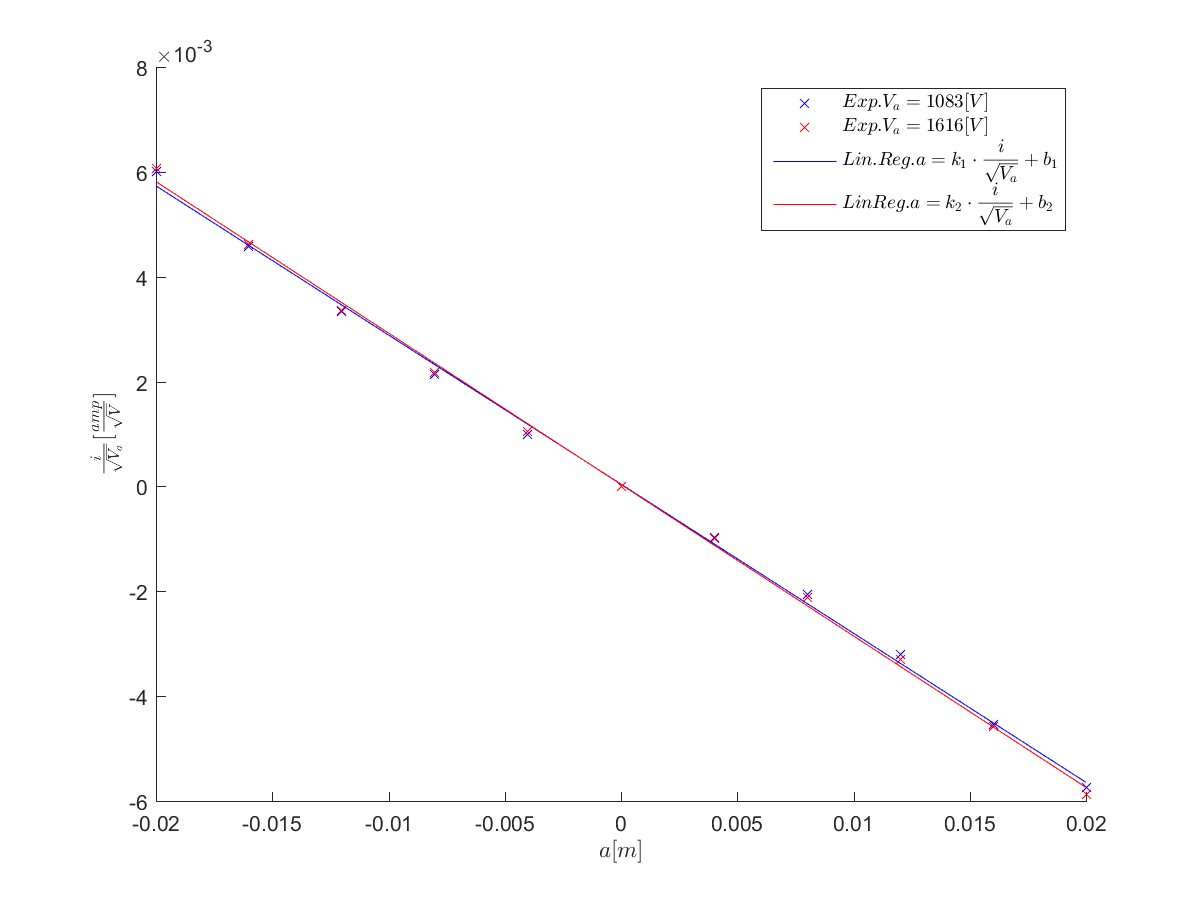 ×10^-3
8
6
4
2
0
-2
-4
-6
i/√V_a [amp/√V]
-0.02 -0.015 -0.01 -0.005 0 0.005 0.01 0.015 0.02
a[m]
Exp.V_a = 1083[V]
Exp.V_a = 1616[V]
Lin.Reg.a = k_1 · i/√V_a + b_1
LinReg.a = k_2 · i/√V_a + b_2